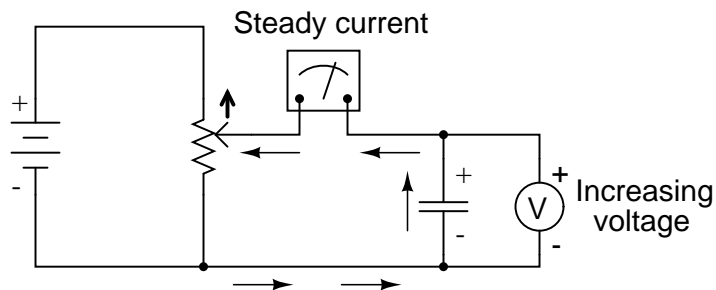 Steady current
+
-
+
-
V
+
-
Increasing
voltage